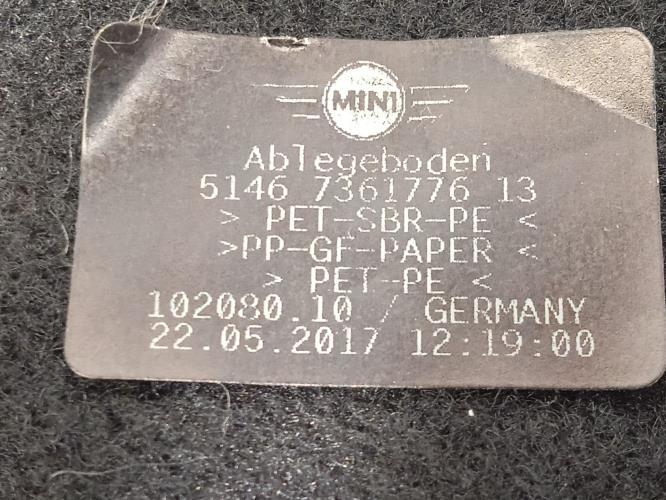 MINI
Ablegeboden
5146 7361776 13
> PET-SBR-PE <
>PP-GF-PAPER <
> PET-PE <
102080.10 / GERMANY
22.05.2017 12:19:00